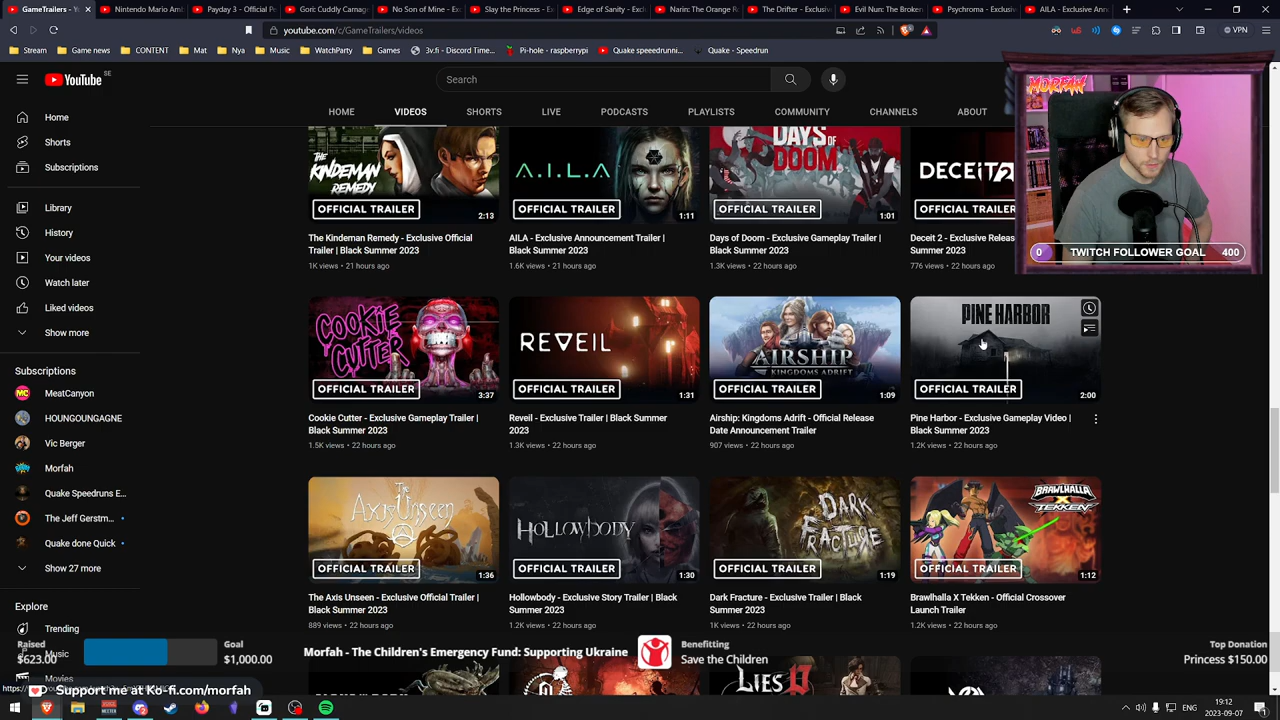 GameTrailers - Y
Nintendo Mario Amb
Payday 3 - Official P
Gori: Cuddly Carnag
No Son of Mine - Ex
Slay the Princess - E
Edge of Sanity - Excl
Narin: The Orange R
The Drifter - Exclusiv
Evil Nun: The Broken
Psychroma - Exclusiv
AILA - Exclusive Ann
youtube.com/c/GameTrailers/videos
VPN
Stream
Game news
CONTENT
Mat
Nya
Music
WatchParty
Games
3v.fi - Discord Time...
Pi-hole - raspberrypi
Quake speeedrunni...
Quake - Speedrun
YouTube SE
Search
MORFAH
HOME
VIDEOS
SHORTS
LIVE
PODCASTS
PLAYLISTS
COMMUNITY
CHANNELS
ABOUT
Home
Shorts
Subscriptions
Library
History
Your videos
Watch later
Liked videos
Show more
Subscriptions
MeatCanyon
HOUNGOUNGAGNE
Vic Berger
Morfah
Quake Speedruns E...
The Jeff Gerstm...
Quake done Quick
Show 27 more
Explore
Trending
Music
Movies
THE KINDEMAN REMEDY
OFFICIAL TRAILER
2:13
A.I.L.A
OFFICIAL TRAILER
1:11
DAYS OF DOOM
OFFICIAL TRAILER
1:01
DECEIT 2
OFFICIAL TRAILER
0 TWITCH FOLLOWER GOAL 400
The Kindeman Remedy - Exclusive Official
Trailer | Black Summer 2023
1K views • 21 hours ago
AILA - Exclusive Announcement Trailer |
Black Summer 2023
1.6K views • 21 hours ago
Days of Doom - Exclusive Gameplay Trailer |
Black Summer 2023
1.3K views • 22 hours ago
Deceit 2 - Exclusive Releas
Summer 2023
776 views • 22 hours ago
COOKIE CUTTER
OFFICIAL TRAILER
3:37
REVEIL
OFFICIAL TRAILER
1:31
AIRSHIP
KINGDOMS ADRIFT
OFFICIAL TRAILER
1:09
PINE HARBOR
OFFICIAL TRAILER
2:00
Cookie Cutter - Exclusive Gameplay Trailer |
Black Summer 2023
1.5K views • 22 hours ago
Reveil - Exclusive Trailer | Black Summer
2023
1.3K views • 22 hours ago
Airship: Kingdoms Adrift - Official Release
Date Announcement Trailer
907 views • 22 hours ago
Pine Harbor - Exclusive Gameplay Video |
Black Summer 2023
1.2K views • 22 hours ago
The Axis Unseen
OFFICIAL TRAILER
1:36
HOLLOWBODY
OFFICIAL TRAILER
1:30
DARK FRACTURE
OFFICIAL TRAILER
1:19
BRAWLHALLA X TEKKEN
OFFICIAL TRAILER
1:12
The Axis Unseen - Exclusive Official Trailer |
Black Summer 2023
889 views • 22 hours ago
Hollowbody - Exclusive Story Trailer | Black
Summer 2023
1.2K views • 22 hours ago
Dark Fracture - Exclusive Trailer | Black
Summer 2023
1K views • 22 hours ago
Brawlhalla X Tekken - Official Crossover
Launch Trailer
1.2K views • 22 hours ago
Raised
$623.00
Goal
$1,000.00
Morfah - The Children's Emergency Fund: Supporting Ukraine
Benefitting
Save the Children
Top Donation
Princess $150.00
LIES
Support me at Ko-fi.com/morfah
ENG
19:12
2023-09-07